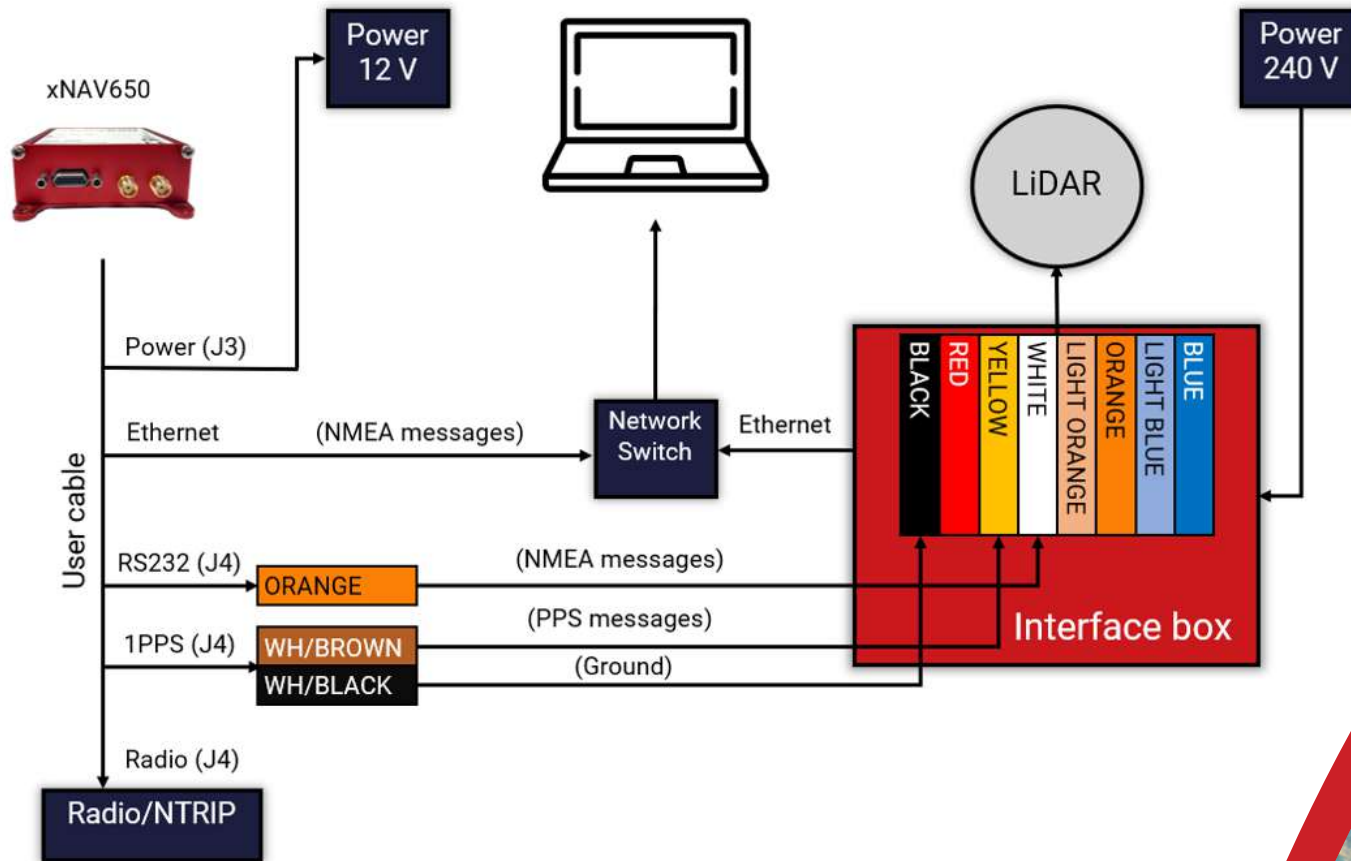 Power
12 V
Power
240 V
xNAV650
LiDAR
Power (J3)
BLACK
RED
YELLOW
WHITE
LIGHT ORANGE
ORANGE
LIGHT BLUE
BLUE
Ethernet
(NMEA messages)
Network
Switch
Ethernet
User cable
RS232 (J4)
ORANGE
(NMEA messages)
(PPS messages)
Interface box
1PPS (J4)
WH/BROWN
WH/BLACK
(Ground)
Radio (J4)
Radio/NTRIP